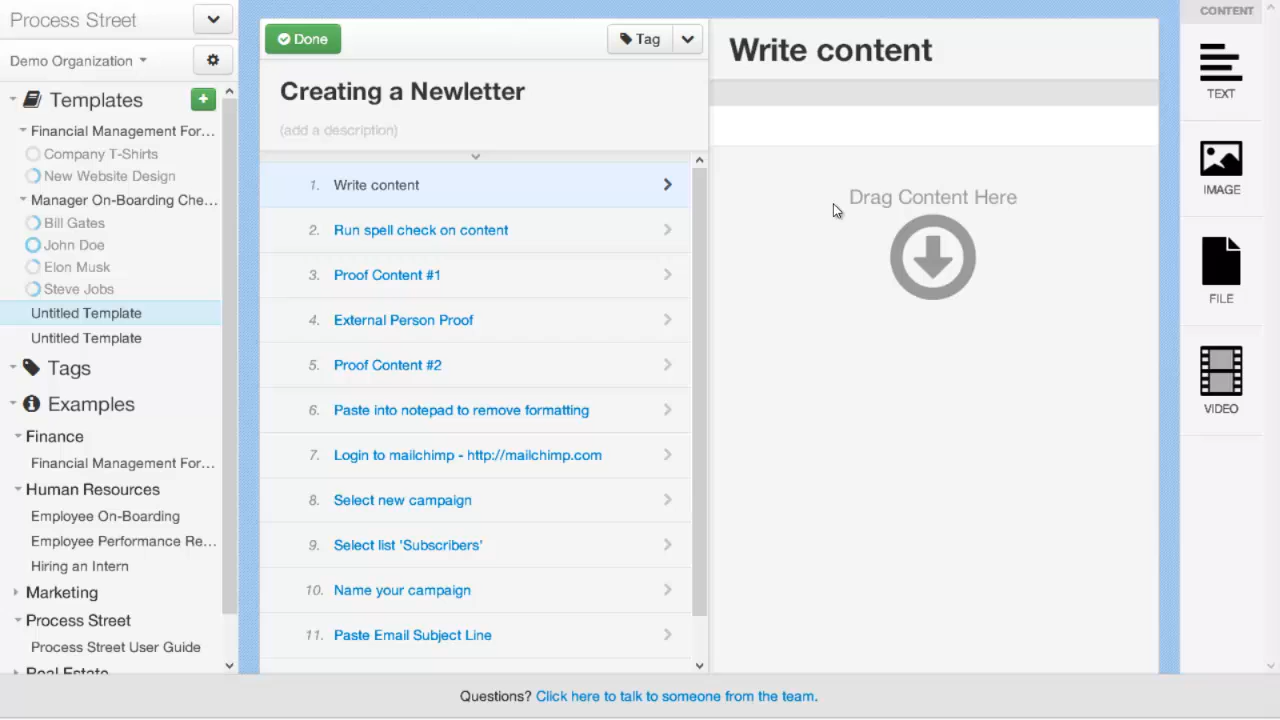 Process Street
Demo Organization
Templates
Financial Management For...
Company T-Shirts
New Website Design
Manager On-Boarding Che...
Bill Gates
John Doe
Elon Musk
Steve Jobs
Untitled Template
Untitled Template
Tags
Examples
Finance
Financial Management For...
Human Resources
Employee On-Boarding
Employee Performance Re...
Hiring an Intern
Marketing
Process Street
Process Street User Guide
Real Estate
Done
Tag
Creating a Newletter
(add a description)
1. Write content
2. Run spell check on content
3. Proof Content #1
4. External Person Proof
5. Proof Content #2
6. Paste into notepad to remove formatting
7. Login to mailchimp - http://mailchimp.com
8. Select new campaign
9. Select list 'Subscribers'
10. Name your campaign
11. Paste Email Subject Line
Write content
Drag Content Here
CONTENT
TEXT
IMAGE
FILE
VIDEO
Questions? Click here to talk to someone from the team.